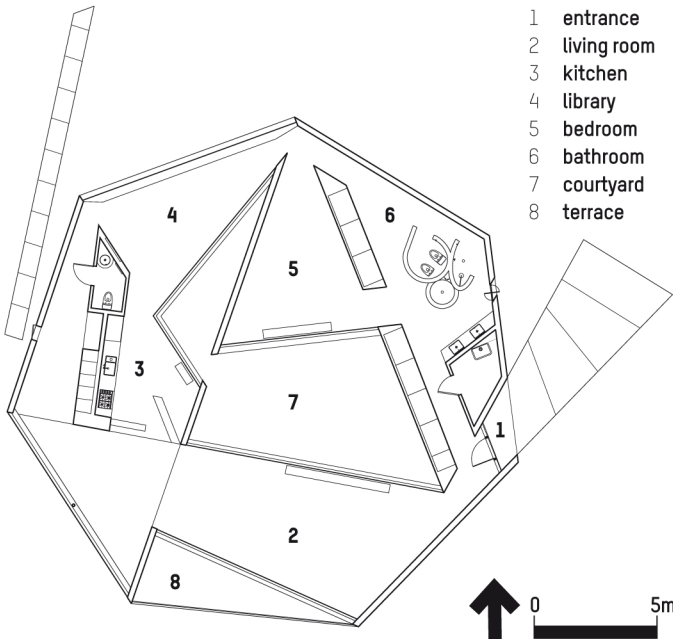 1 entrance
2 living room
3 kitchen
4 library
5 bedroom
6 bathroom
7 courtyard
8 terrace
4
6
5
3
7
1
2
8
0 5m